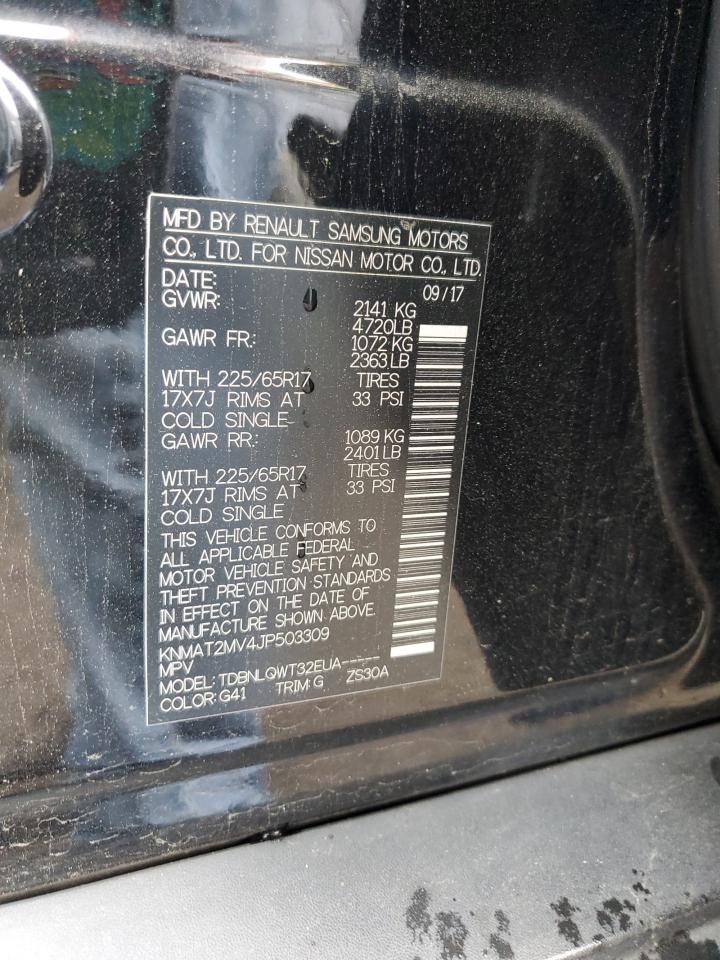 MFD BY RENAULT SAMSUNG MOTORS
CO., LTD. FOR NISSAN MOTOR CO., LTD.
DATE: 09/17
GVWR: 2141 KG
4720LB
GAWR FR: 1072 KG
2363 LB
WITH 225/65R17 TIRES
17X7J RIMS AT 33 PSI
COLD SINGLE
GAWR RR: 1089 KG
2401 LB
WITH 225/65R17 TIRES
17X7J RIMS AT 33 PSI
COLD SINGLE
THIS VEHICLE CONFORMS TO
ALL APPLICABLE FEDERAL
MOTOR VEHICLE SAFETY AND
THEFT PREVENTION STANDARDS
IN EFFECT ON THE DATE OF
MANUFACTURE SHOWN ABOVE.
KNMAT2MV4JP503309
MPV
MODEL: TDBNLQWT32EUA-----
COLOR: G41 TRIM: G ZS30A